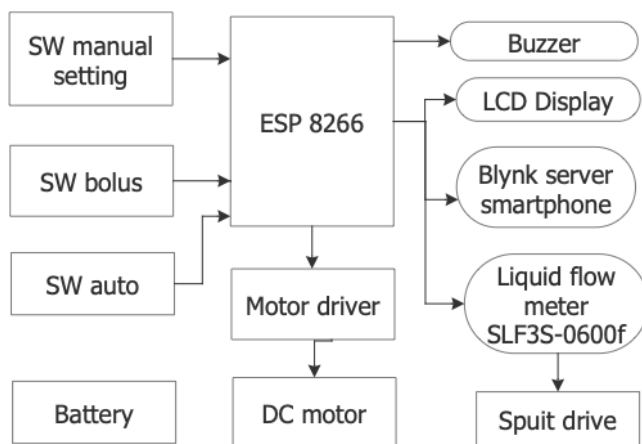 SW manual
setting
Buzzer
ESP 8266
LCD Display
SW bolus
Blynk server
smartphone
SW auto
Motor driver
Liquid flow
meter
SLF3S-0600f
Battery
DC motor
Spuit drive